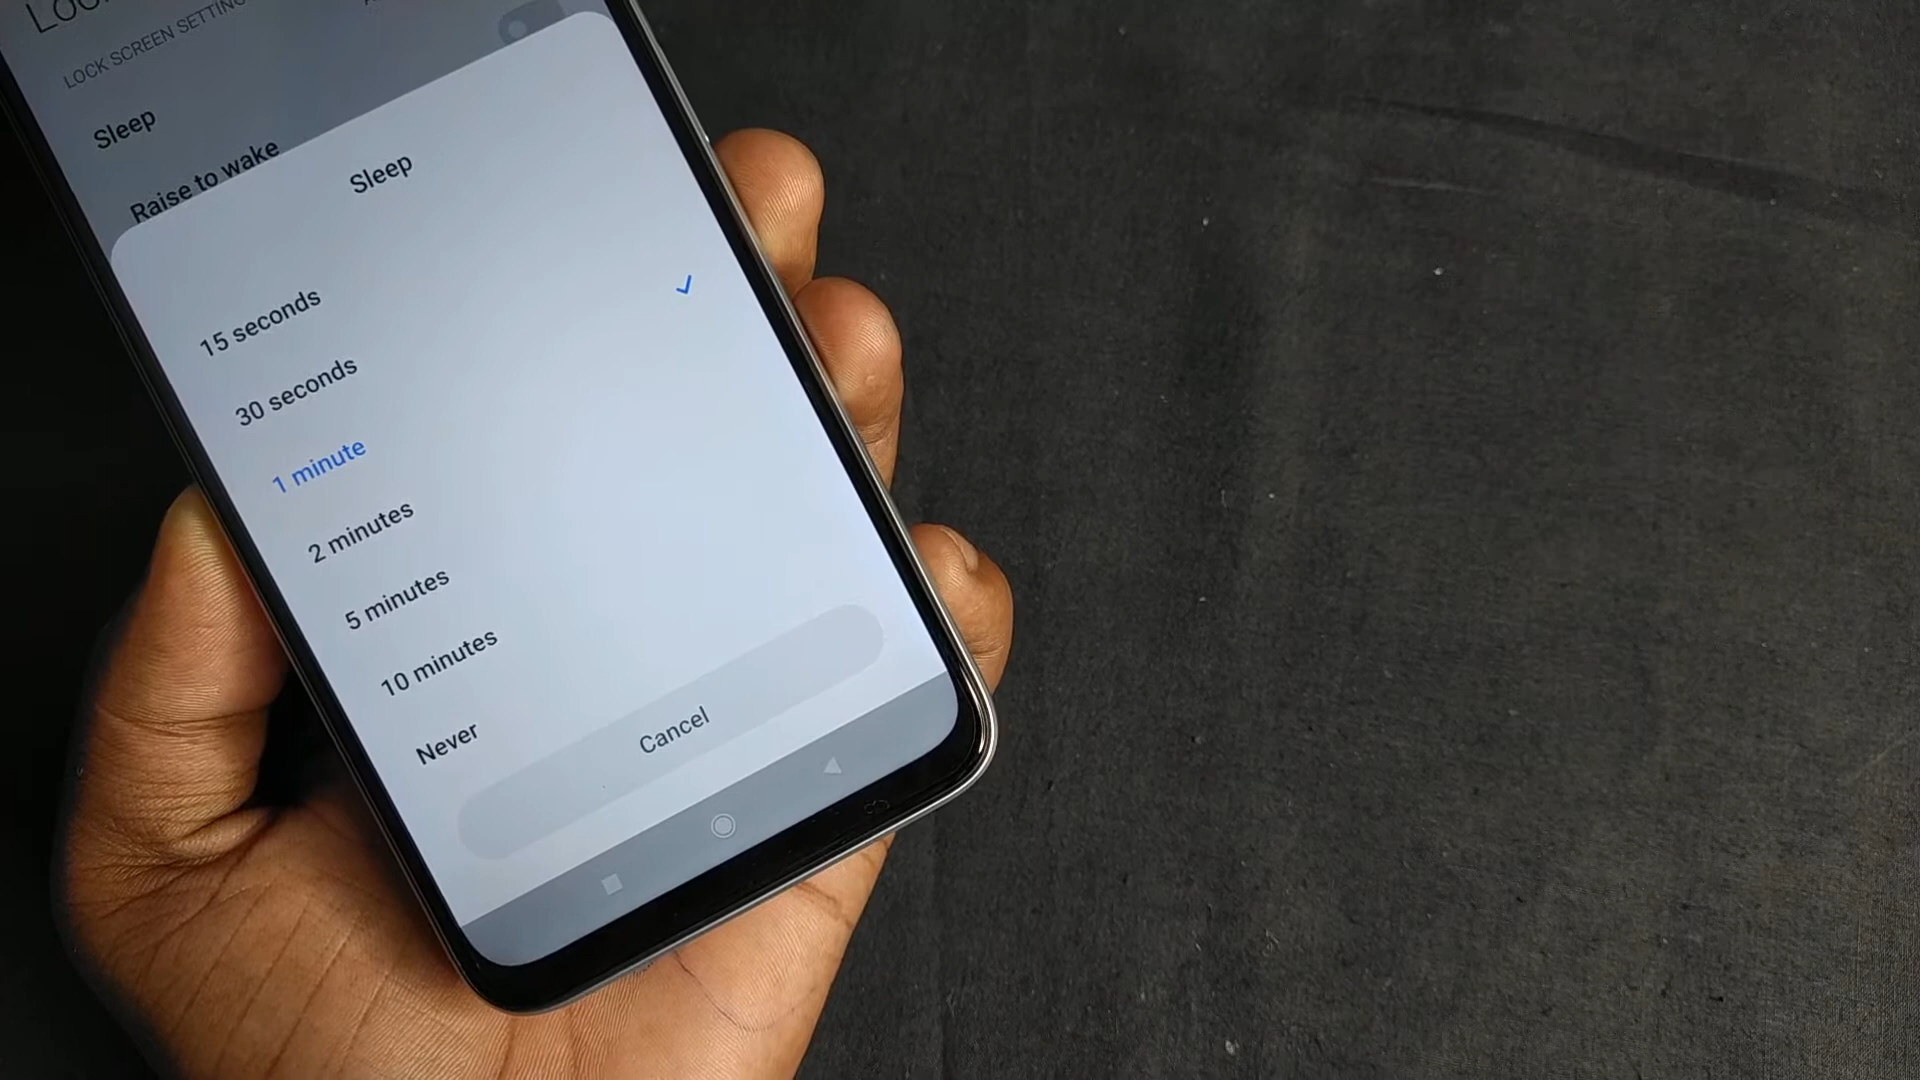 LOCK SCREEN
Sleep
Raise to wake
Sleep
15 seconds
30 seconds
1 minute
2 minutes
5 minutes
10 minutes
Never
Cancel